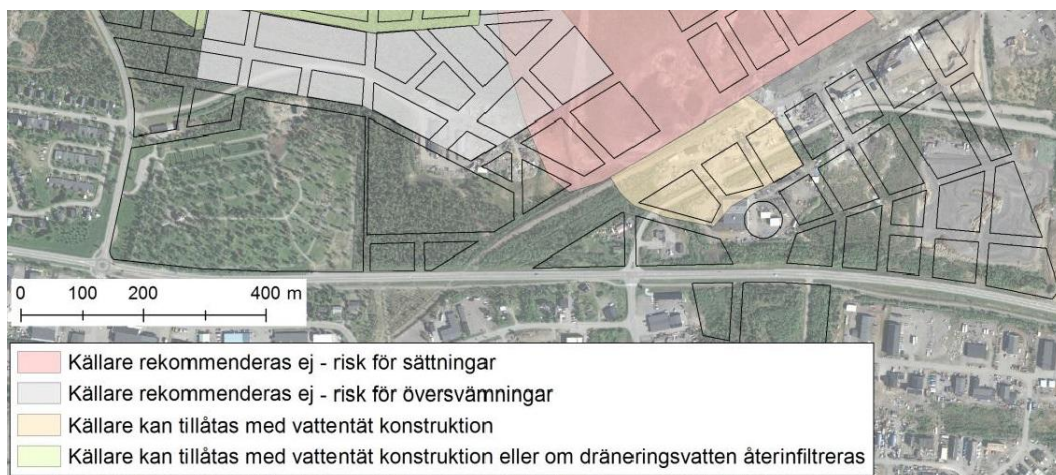 0 100 200 400 m
Källare rekommenderas ej - risk för sättningar
Källare rekommenderas ej - risk för översvämningar
Källare kan tillåtas med vattentät konstruktion
Källare kan tillåtas med vattentät konstruktion eller om dräneringsvatten återinfiltreras